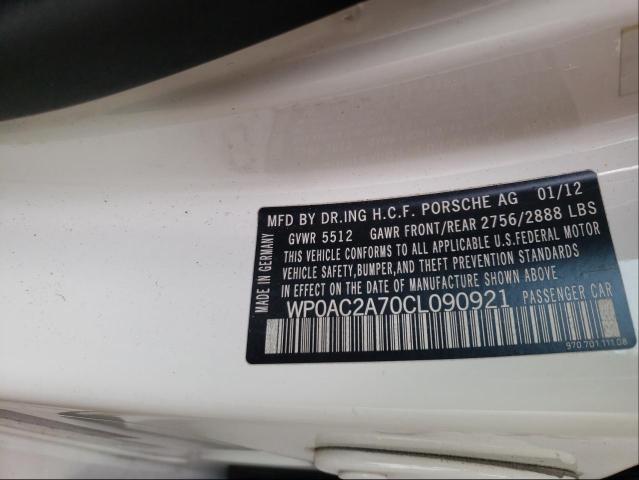 MFD BY DR.ING H.C.F. PORSCHE AG 01/12
GVWR 5512 GAWR FRONT/REAR 2756/2888 LBS
THIS VEHICLE CONFORMS TO ALL APPLICABLE U.S.FEDERAL MOTOR
VEHICLE SAFETY,BUMPER,AND THEFT PREVENTION STANDARDS
IN EFFECT ON DATE OF MANUFACTURE SHOWN ABOVE.
WP0AC2A70CL090921 PASSENGER CAR
970.701.111.08
MADE IN GERMANY